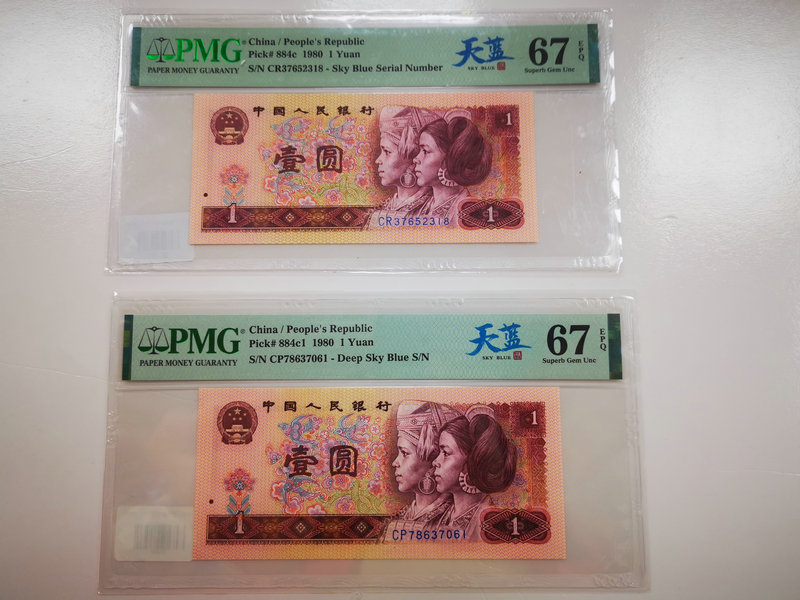 PMG® China / People's Republic
Pick# 884c 1980 1 Yuan
PAPER MONEY GUARANTY S/N CR37652318 - Sky Blue Serial Number
天蓝
SKY BLUE
67 EPQ
Superb Gem Unc
中国人民银行
1
壹圆
1
CR37652318
1
PMG® China / People's Republic
Pick# 884c1 1980 1 Yuan
PAPER MONEY GUARANTY S/N CP78637061 - Deep Sky Blue S/N
天蓝
SKY BLUE
67 EPQ
Superb Gem Unc
中国人民银行
1
壹圆
1
CP78637061
1